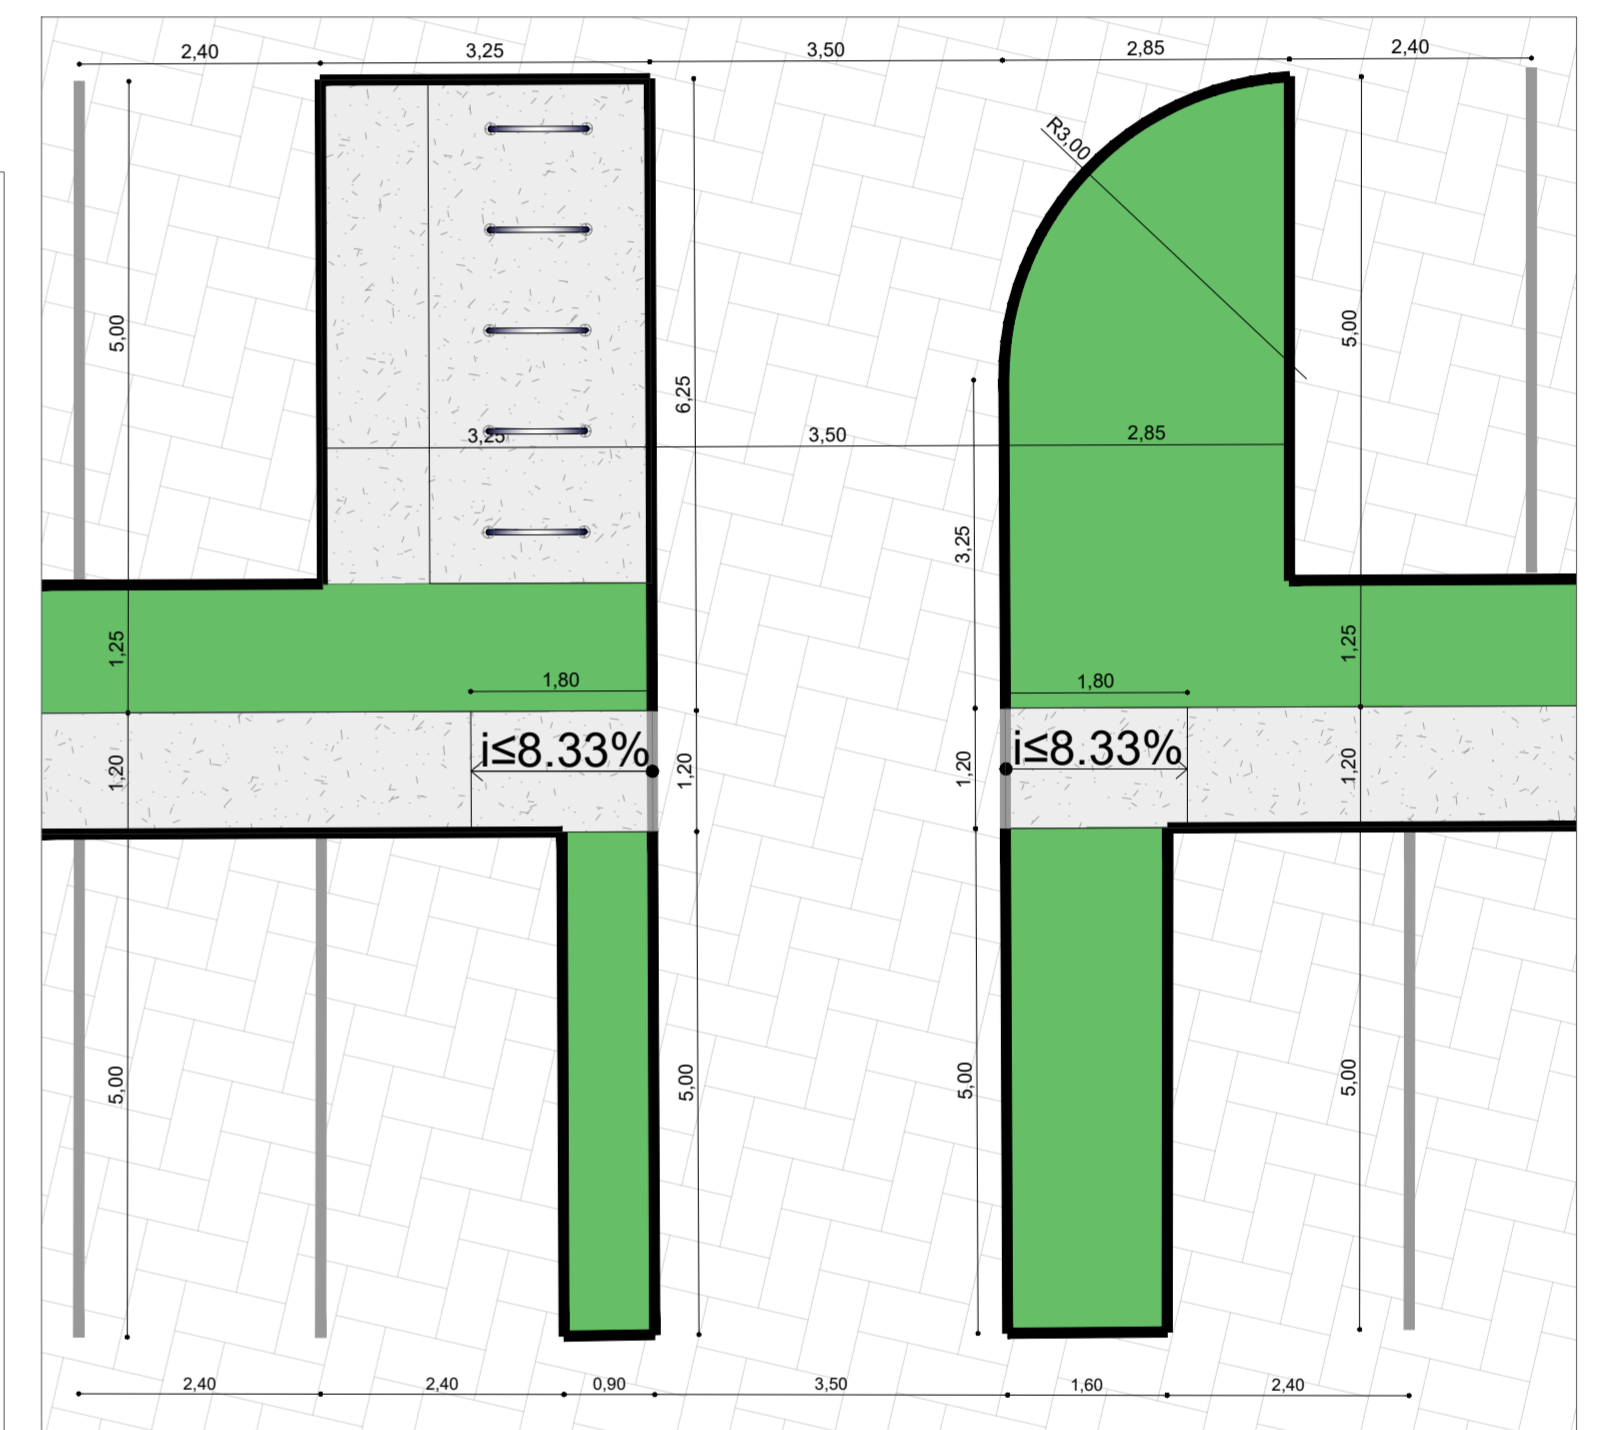 2,40 3,25 3,50 2,85 2,40
R3,00
5,00 5,00
6,25
3,25 3,50 2,85
3,25
1,25 1,25
1,80 1,80
i≤8.33% i≤8.33%
1,20 1,20 1,20 1,20
5,00 5,00 5,00 5,00
2,40 2,40 0,90 3,50 1,60 2,40